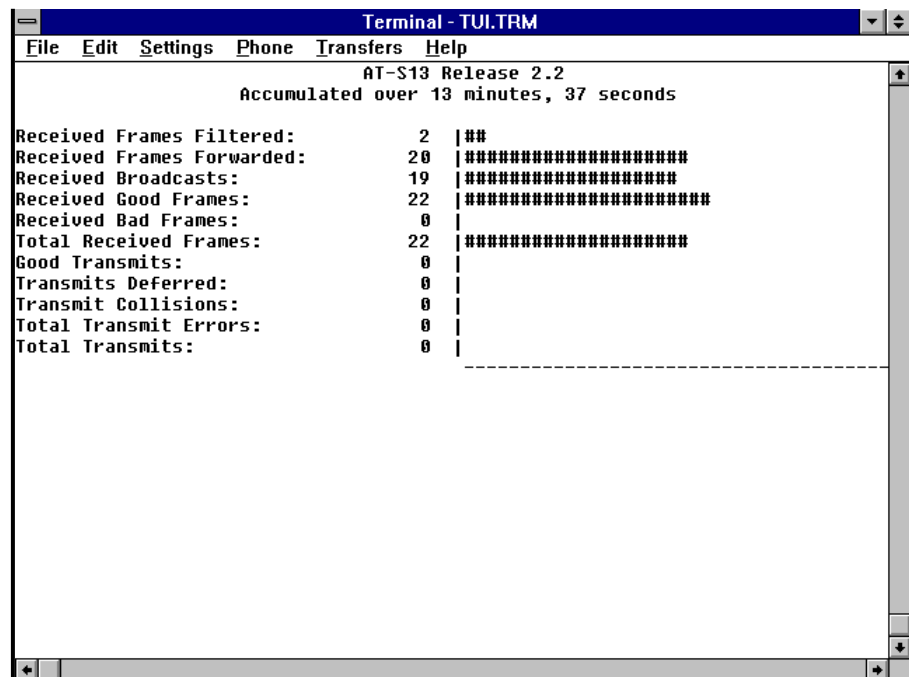 Terminal - TUI.TRM
File Edit Settings Phone Transfers Help
AT-S13 Release 2.2
Accumulated over 13 minutes, 37 seconds
Received Frames Filtered: 2 |##
Received Frames Forwarded: 20 |####################
Received Broadcasts: 19 |###################
Received Good Frames: 22 |######################
Received Bad Frames: 0 |
Total Received Frames: 22 |####################
Good Transmits: 0 |
Transmits Deferred: 0 |
Transmit Collisions: 0 |
Total Transmit Errors: 0 |
Total Transmits: 0 |
--------------------------------------